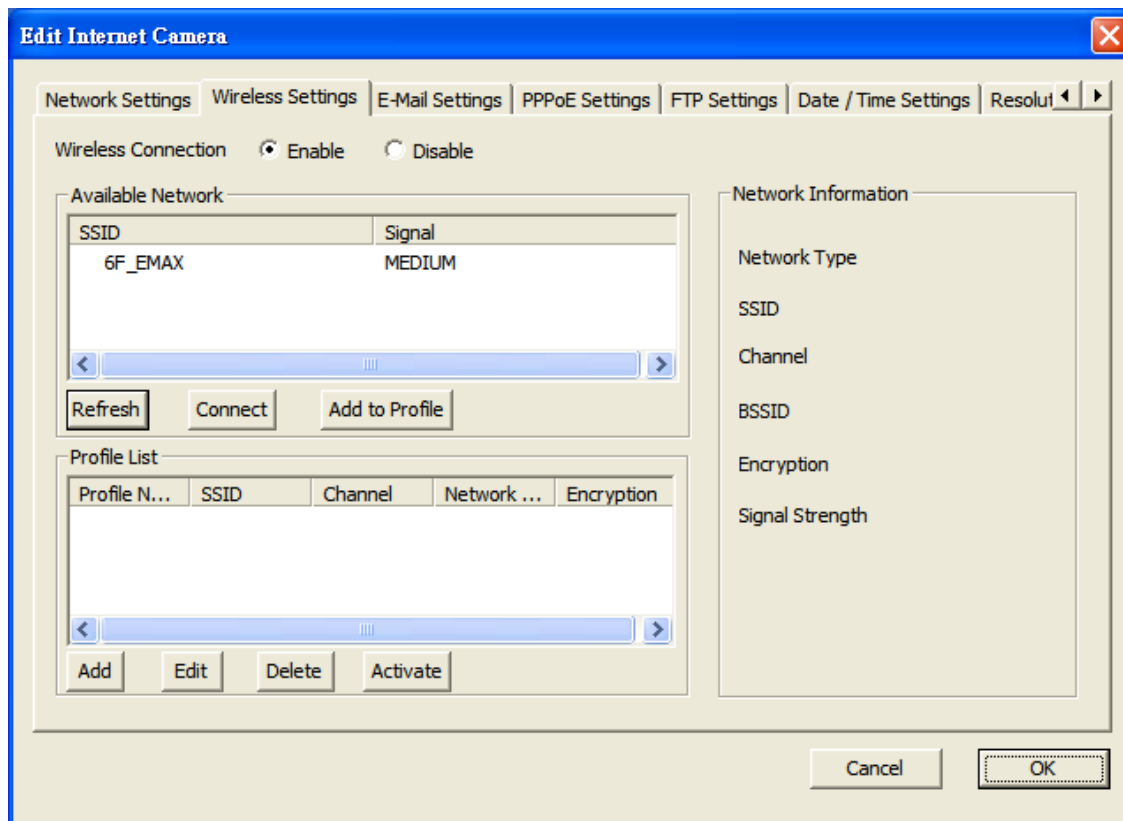 Edit Internet Camera
Network Settings Wireless Settings E-Mail Settings PPPoE Settings FTP Settings Date / Time Settings Resolut
Wireless Connection Enable Disable
Available Network
SSID Signal
6F_EMAX MEDIUM
Refresh Connect Add to Profile
Profile List
Profile N... SSID Channel Network ... Encryption
Add Edit Delete Activate
Network Information
Network Type
SSID
Channel
BSSID
Encryption
Signal Strength
Cancel OK